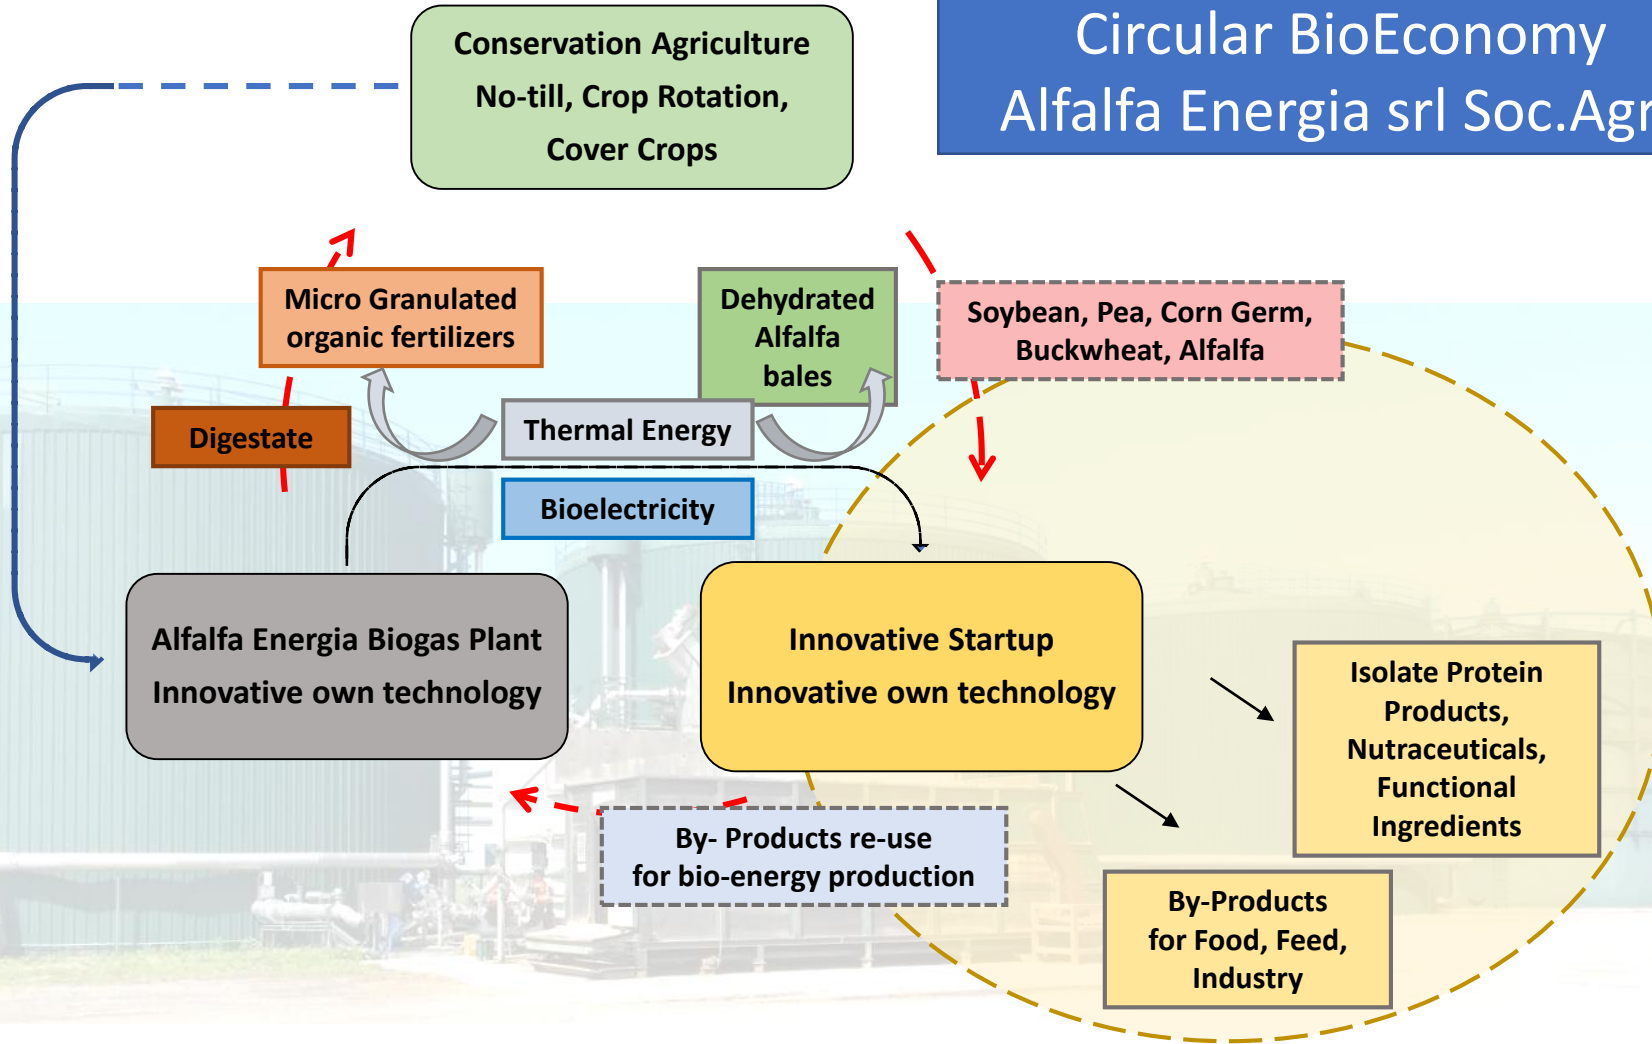 Circular BioEconomy
Alfalfa Energia srl Soc.Agr
Conservation Agriculture
No-till, Crop Rotation,
Cover Crops
Micro Granulated
organic fertilizers
Dehydrated
Alfalfa
bales
Soybean, Pea, Corn Germ,
Buckwheat, Alfalfa
Digestate
Thermal Energy
Bioelectricity
Alfalfa Energia Biogas Plant
Innovative own technology
Innovative Startup
Innovative own technology
Isolate Protein
Products,
Nutraceuticals,
Functional
Ingredients
By- Products re-use
for bio-energy production
By-Products
for Food, Feed,
Industry